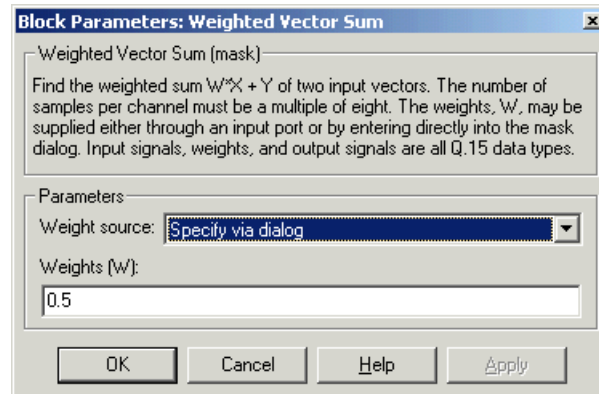 Block Parameters: Weighted Vector Sum
Weighted Vector Sum (mask)
Find the weighted sum W*X + Y of two input vectors. The number of
samples per channel must be a multiple of eight. The weights, W, may be
supplied either through an input port or by entering directly into the mask
dialog. Input signals, weights, and output signals are all Q.15 data types.
Parameters
Weight source: Specify via dialog
Weights (W):
0.5
OK Cancel Help Apply